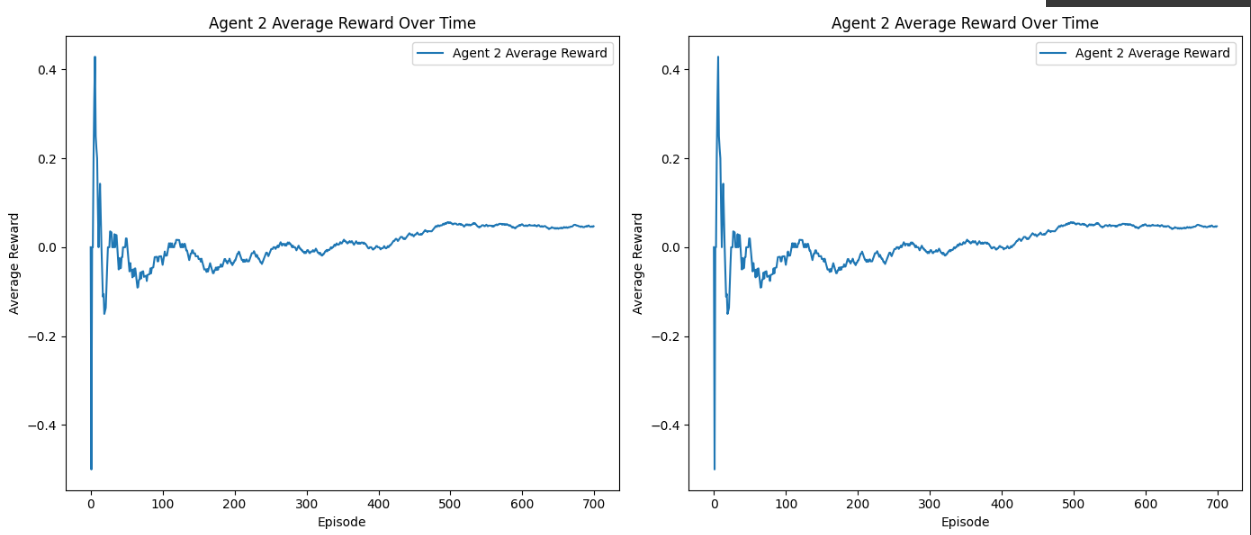 Agent 2 Average Reward Over Time
Agent 2 Average Reward
0.4
0.2
0.0
−0.2
−0.4
Average Reward
0 100 200 300 400 500 600 700
Episode
Agent 2 Average Reward Over Time
Agent 2 Average Reward
0.4
0.2
0.0
−0.2
−0.4
Average Reward
0 100 200 300 400 500 600 700
Episode